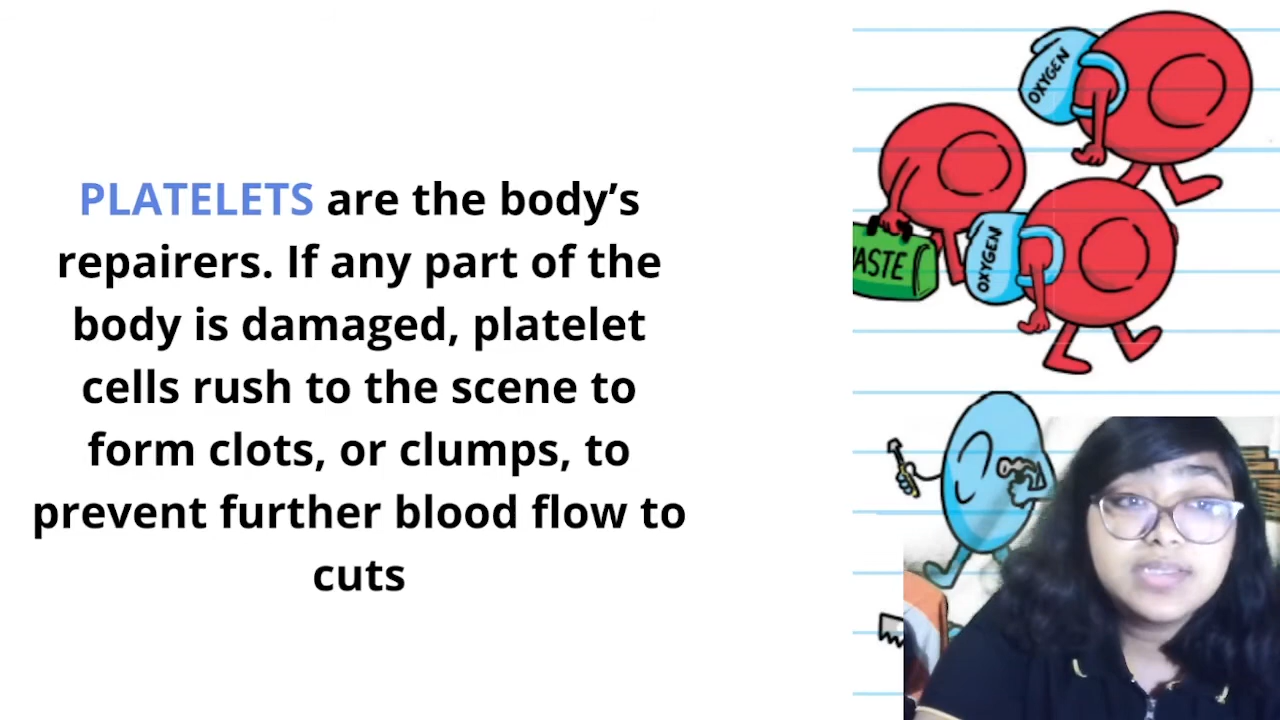 PLATELETS are the body’s
repairers. If any part of the
body is damaged, platelet
cells rush to the scene to
form clots, or clumps, to
prevent further blood flow to
cuts
OXYGEN
OXYGEN
ASTE